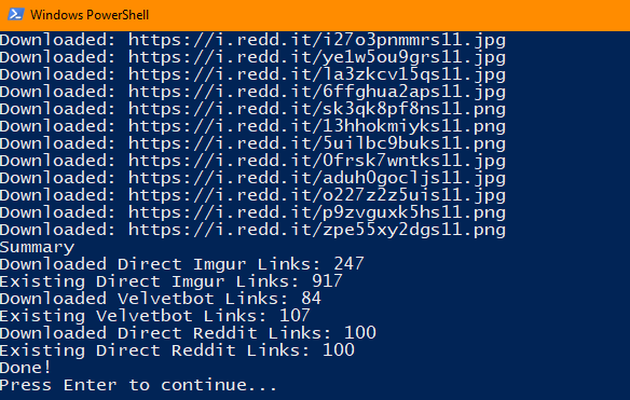 Windows PowerShell
Downloaded: https://i.redd.it/i27o3pnmmrs11.jpg
Downloaded: https://i.redd.it/ye1w5ou9grs11.jpg
Downloaded: https://i.redd.it/la3zkcv15qs11.jpg
Downloaded: https://i.redd.it/6ffghua2aps11.jpg
Downloaded: https://i.redd.it/sk3qk8pf8ns11.png
Downloaded: https://i.redd.it/13hhokmiyks11.png
Downloaded: https://i.redd.it/5uilbc9buks11.png
Downloaded: https://i.redd.it/0frsk7wntks11.jpg
Downloaded: https://i.redd.it/aduh0gocljs11.jpg
Downloaded: https://i.redd.it/o227z2z5uis11.jpg
Downloaded: https://i.redd.it/p9zvguxk5hs11.png
Downloaded: https://i.redd.it/zpe55xy2dgs11.png
Summary
Downloaded Direct Imgur Links: 247
Existing Direct Imgur Links: 917
Downloaded Velvetbot Links: 84
Existing Velvetbot Links: 107
Downloaded Direct Reddit Links: 100
Existing Direct Reddit Links: 100
Done!
Press Enter to continue...